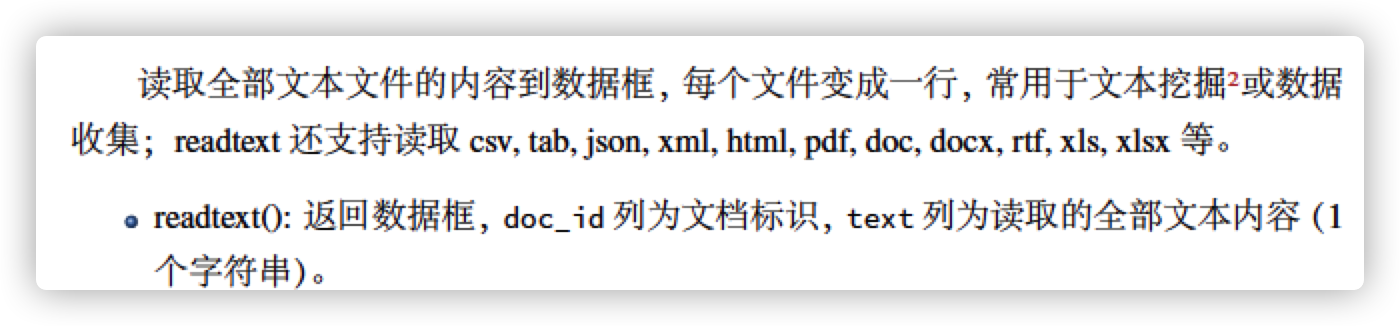 读取全部文本文件的内容到数据框，每个文件变成一行，常用于文本挖掘2或数据
收集；readtext 还支持读取 csv, tab, json, xml, html, pdf, doc, docx, rtf, xls, xlsx 等。
readtext(): 返回数据框，doc_id 列为文档标识，text 列为读取的全部文本内容 (1
个字符串)。